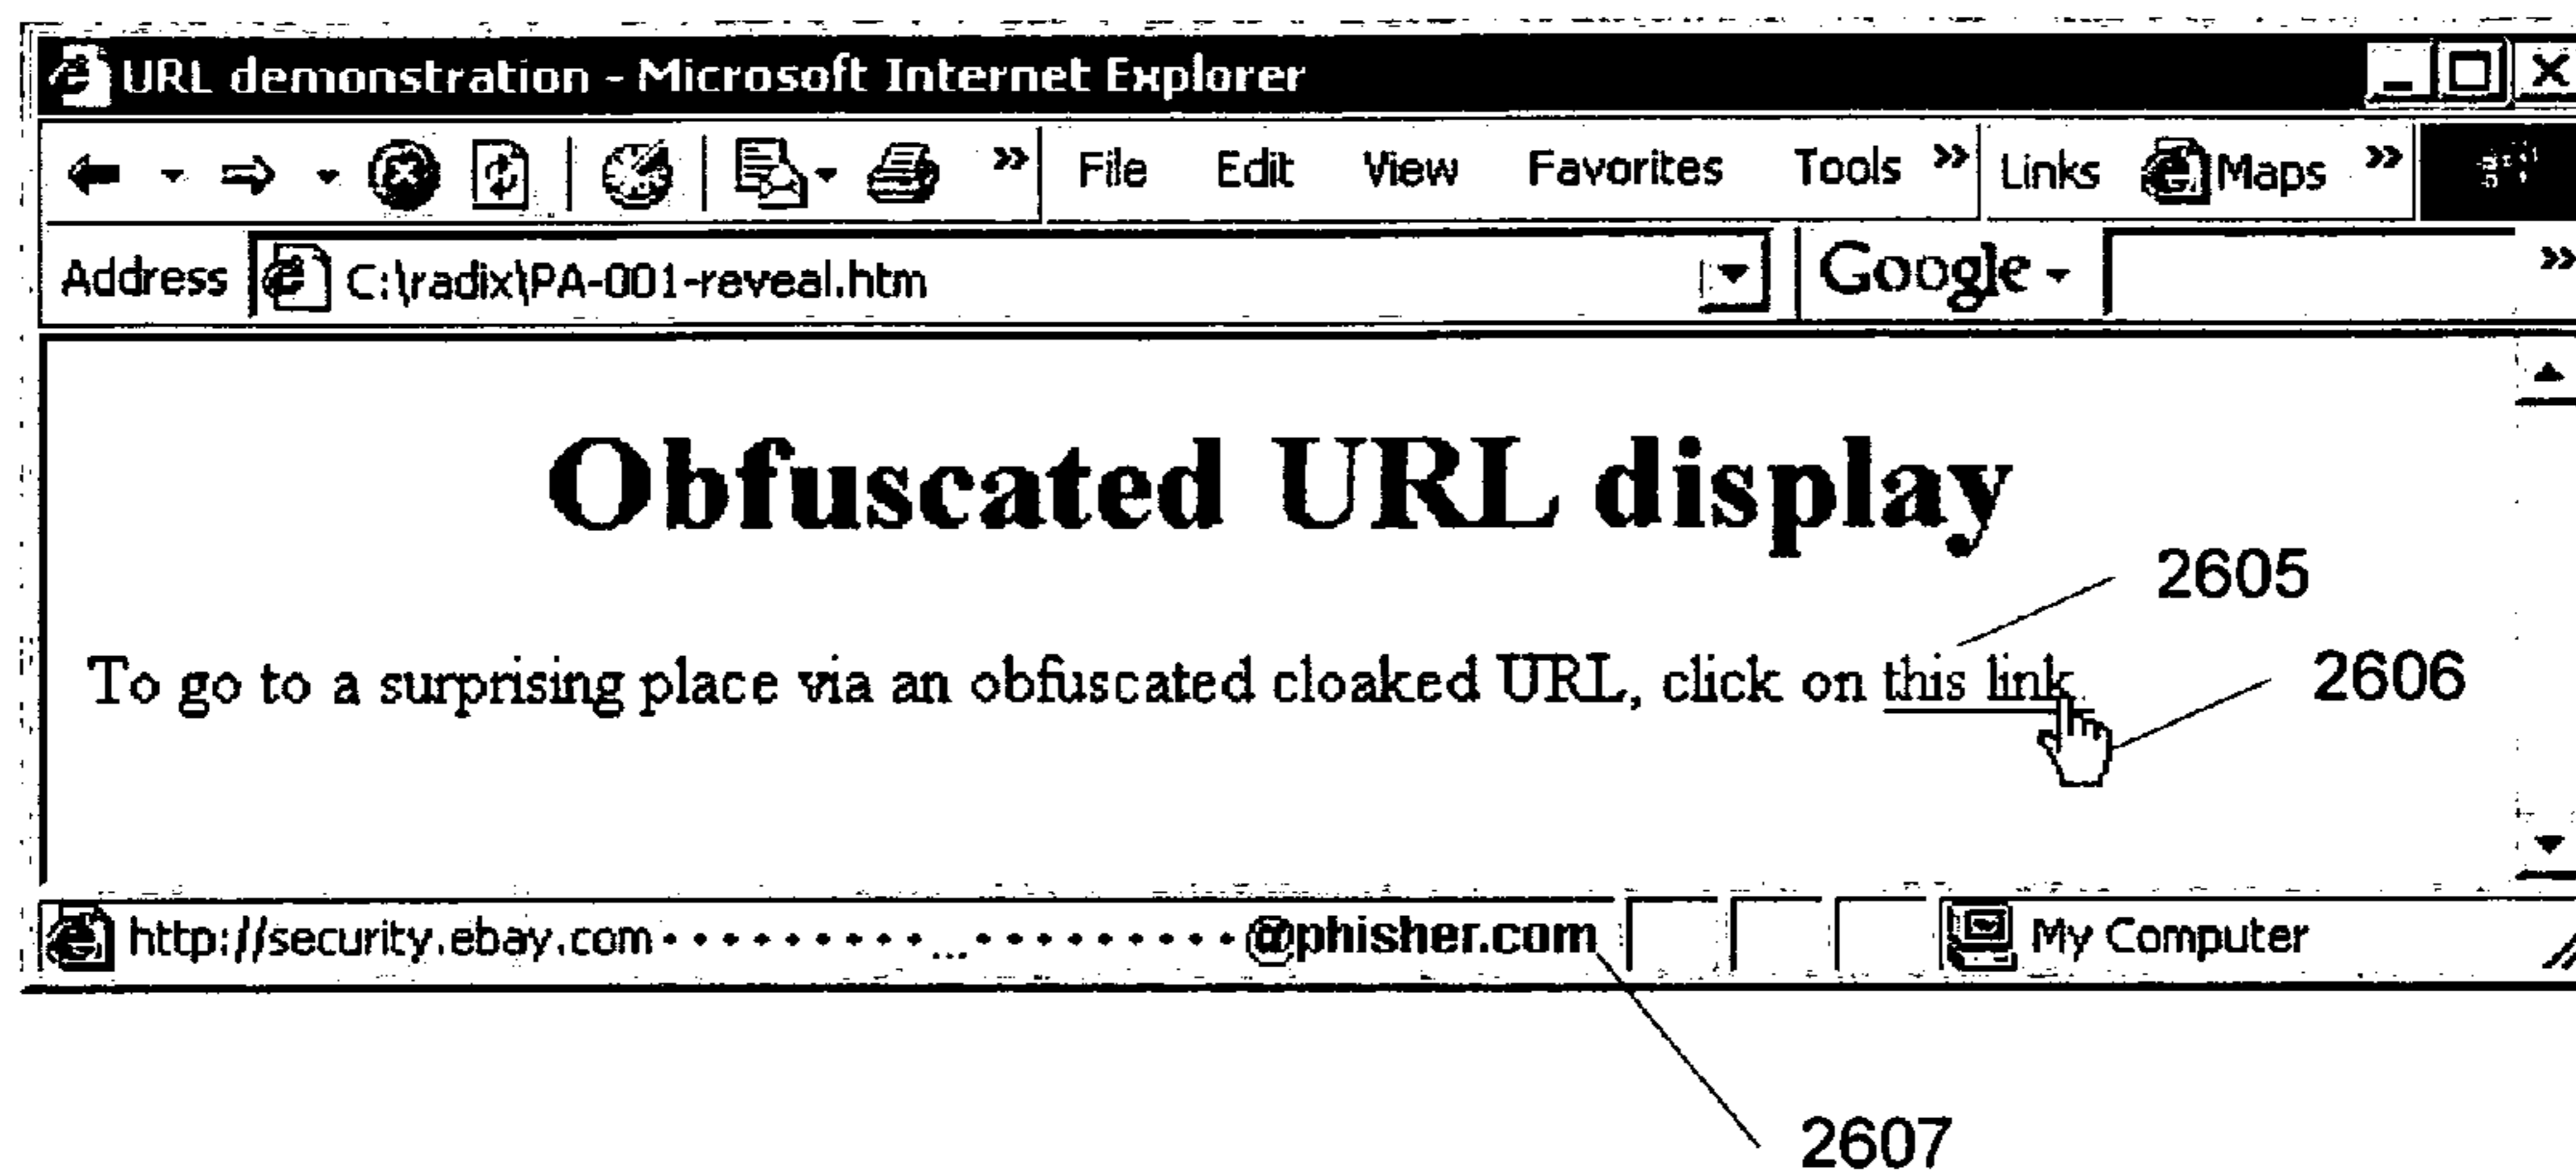 URL demonstration - Microsoft Internet Explorer
» File Edit View Favorites Tools » Links Maps »
Address C:\radix\PA-001-reveal.htm Google »
Obfuscated URL display
2605
To go to a surprising place via an obfuscated cloaked URL, click on this link.
2606
http://security.ebay.com•••••••••...•••••••••@phisher.com My Computer
2607